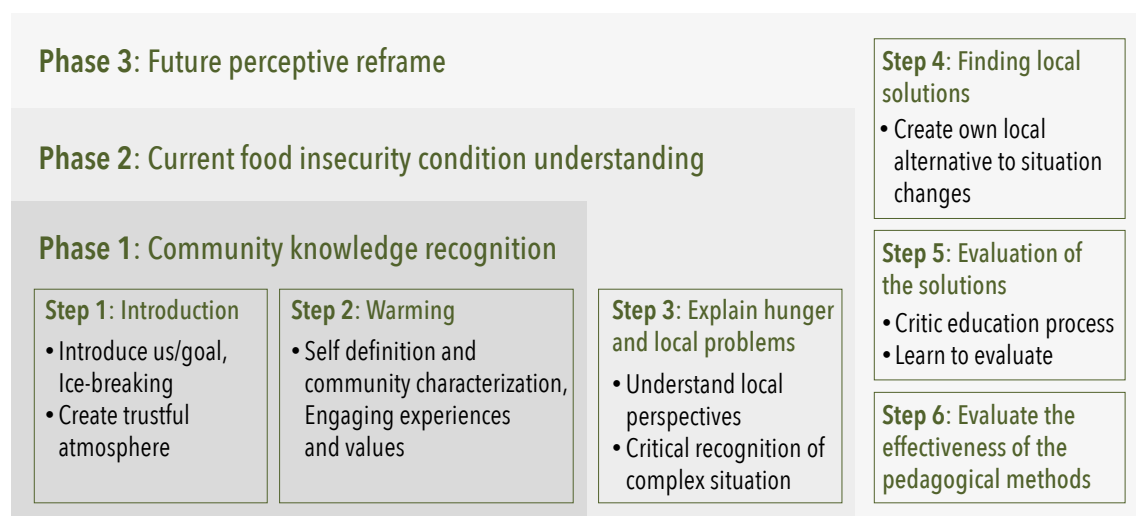 Phase 3: Future perceptive reframe
Phase 2: Current food insecurity condition understanding
Phase 1: Community knowledge recognition
Step 1: Introduction
• Introduce us/goal,
Ice-breaking
• Create trustful
atmosphere
Step 2: Warming
• Self definition and
community characterization,
Engaging experiences
and values
Step 3: Explain hunger
and local problems
• Understand local
perspectives
• Critical recognition of
complex situation
Step 4: Finding local
solutions
• Create own local
alternative to situation
changes
Step 5: Evaluation of
the solutions
• Critic education process
• Learn to evaluate
Step 6: Evaluate the
effectiveness of the
pedagogical methods